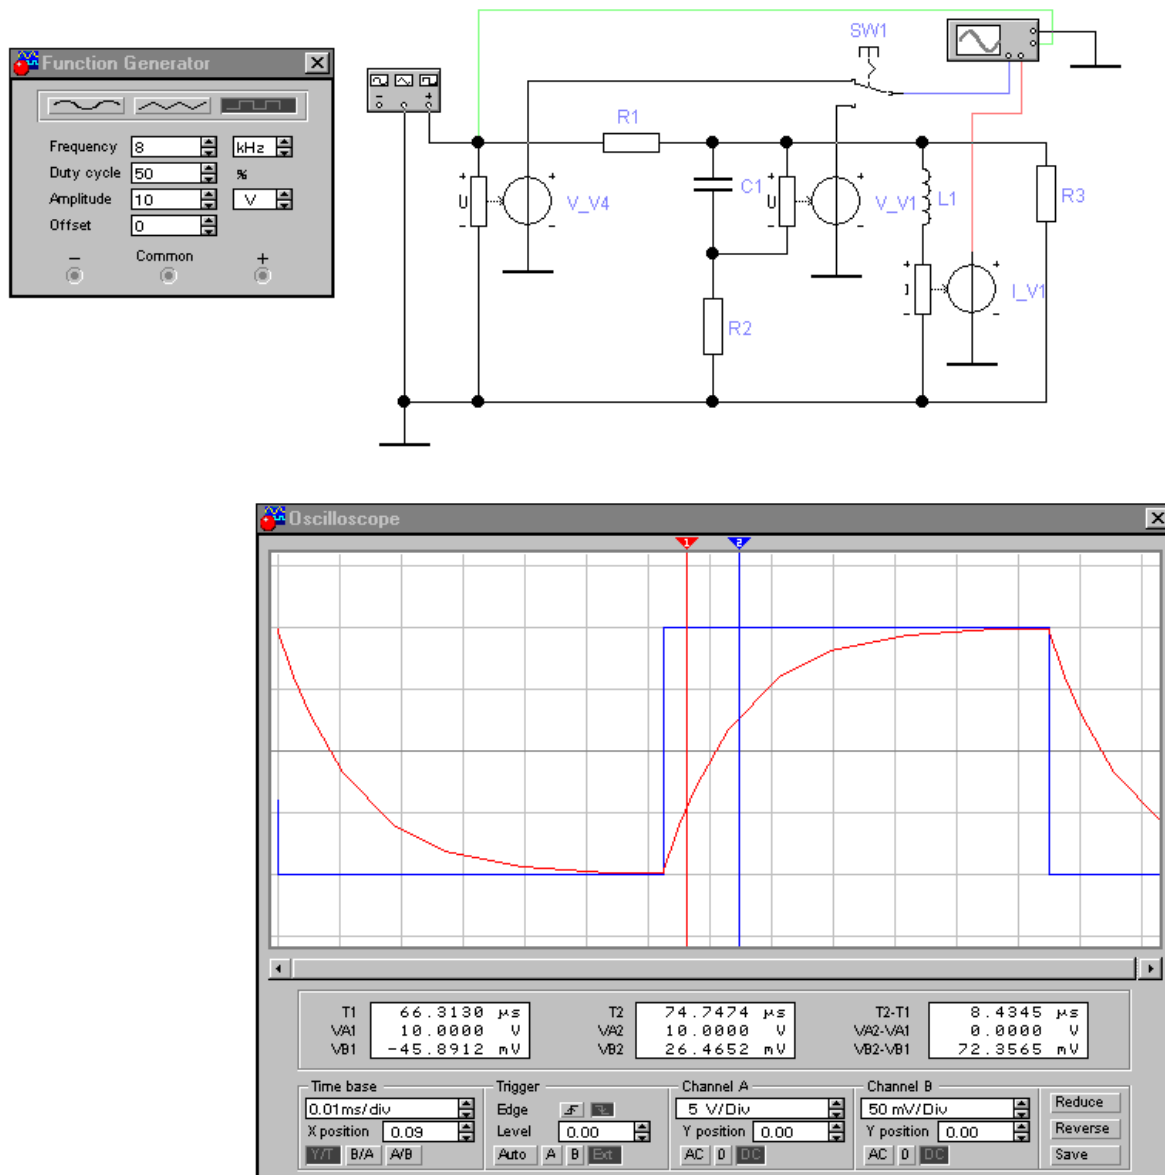 SW1
Function Generator
R1
Frequency 8 kHz
Duty cycle 50 %
Amplitude 10 V
Offset 0
− Common +
− +
+ + + +
U V_V4 C1 U V_V1 L1 R3
− − − −
+ +
I I_V1
− −
R2
Oscilloscope
1 2
T1 66.3130 µs T2 74.7474 µs T2-T1 8.4345 µs
VA1 10.0000 V VA2 10.0000 V VA2-VA1 0.0000 V
VB1 -45.8912 mV VB2 26.4652 mV VB2-VB1 72.3565 mV
Time base Trigger Channel A Channel B
0.01ms/div Edge 5 V/Div 50 mV/Div Reduce
X position 0.09 Level 0.00 Y position 0.00 Y position 0.00 Reverse
Y/T B/A A/B Auto A B Ext AC 0 DC AC 0 DC Save